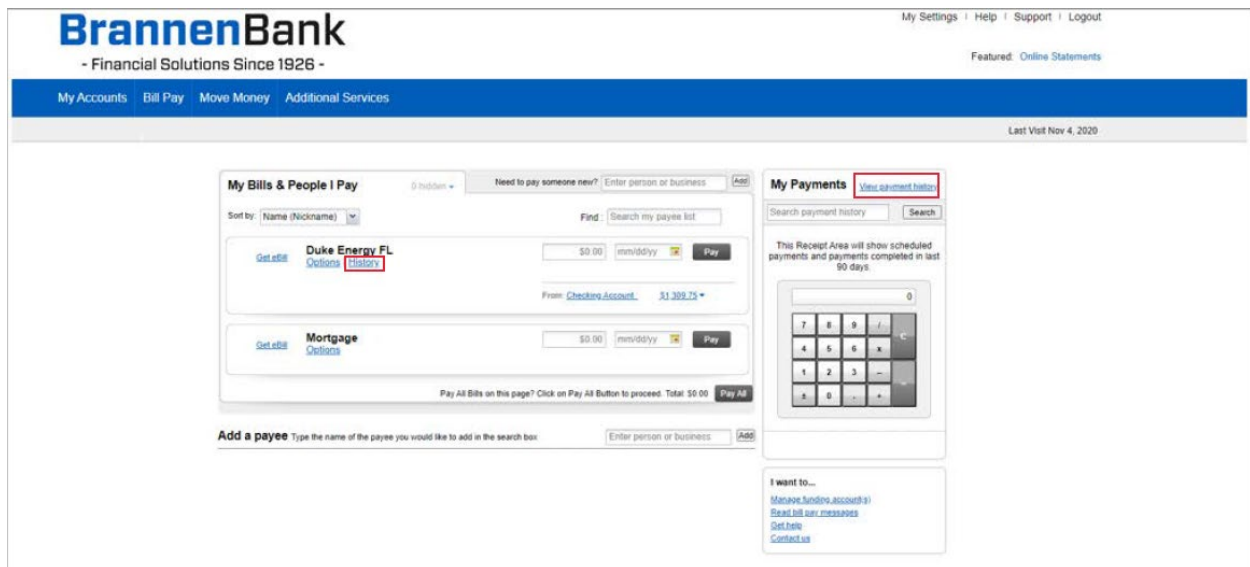 BrannenBank
- Financial Solutions Since 1926 -
My Settings | Help | Support | Logout
Featured: Online Statements
My Accounts Bill Pay Move Money Additional Services
Last Visit Nov 4, 2020
My Bills & People I Pay 0 hidden Need to pay someone new? Enter person or business Add
Sort by: Name (Nickname) Find : Search my payee list
Get eBill Duke Energy FL $0.00 mm/dd/yy Pay
Options History
From: Checking Account $1,309.75
Get eBill Mortgage $0.00 mm/dd/yy Pay
Options
Pay All Bills on this page? Click on Pay All Button to proceed. Total: $0.00 Pay All
Add a payee Type the name of the payee you would like to add in the search box Enter person or business Add
My Payments View payment history
Search payment history Search
This Receipt Area will show scheduled
payments and payments completed in last
90 days.
0
7 8 9 / C
4 5 6 x
1 2 3 – =
± 0 . +
I want to...
Manage funding account(s)
Read bill pay messages
Get help
Contact us